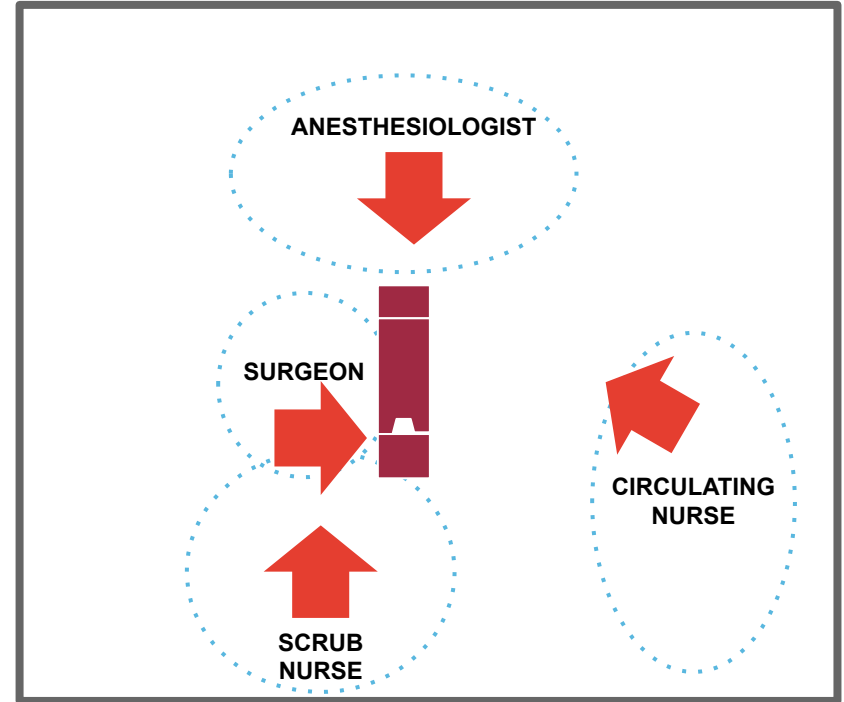 ANESTHESIOLOGIST
SURGEON
CIRCULATING
NURSE
SCRUB
NURSE